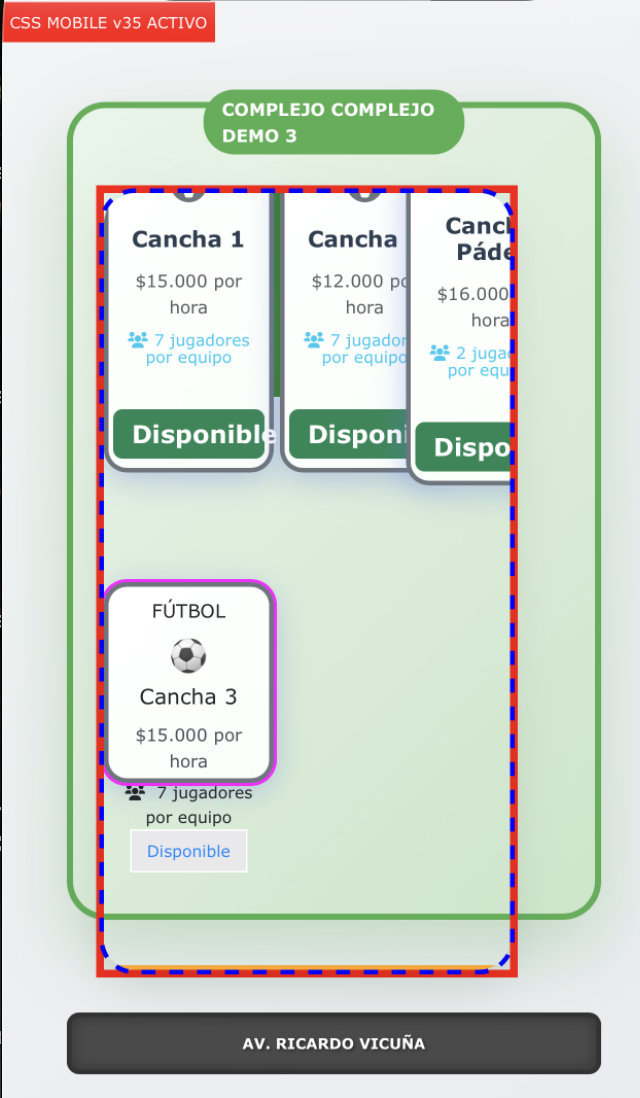 CSS MOBILE v35 ACTIVO
COMPLEJO COMPLEJO
DEMO 3
Cancha 1
$15.000 por
hora
7 jugadores
por equipo
Disponible
Cancha
$12.000 po
hora
7 jugador
por equipo
Disponi
Canch
Páde
$16.000
hora
2 juga
por equ
Dispo
FÚTBOL
Cancha 3
$15.000 por
hora
7 jugadores
por equipo
Disponible
AV. RICARDO VICUÑA